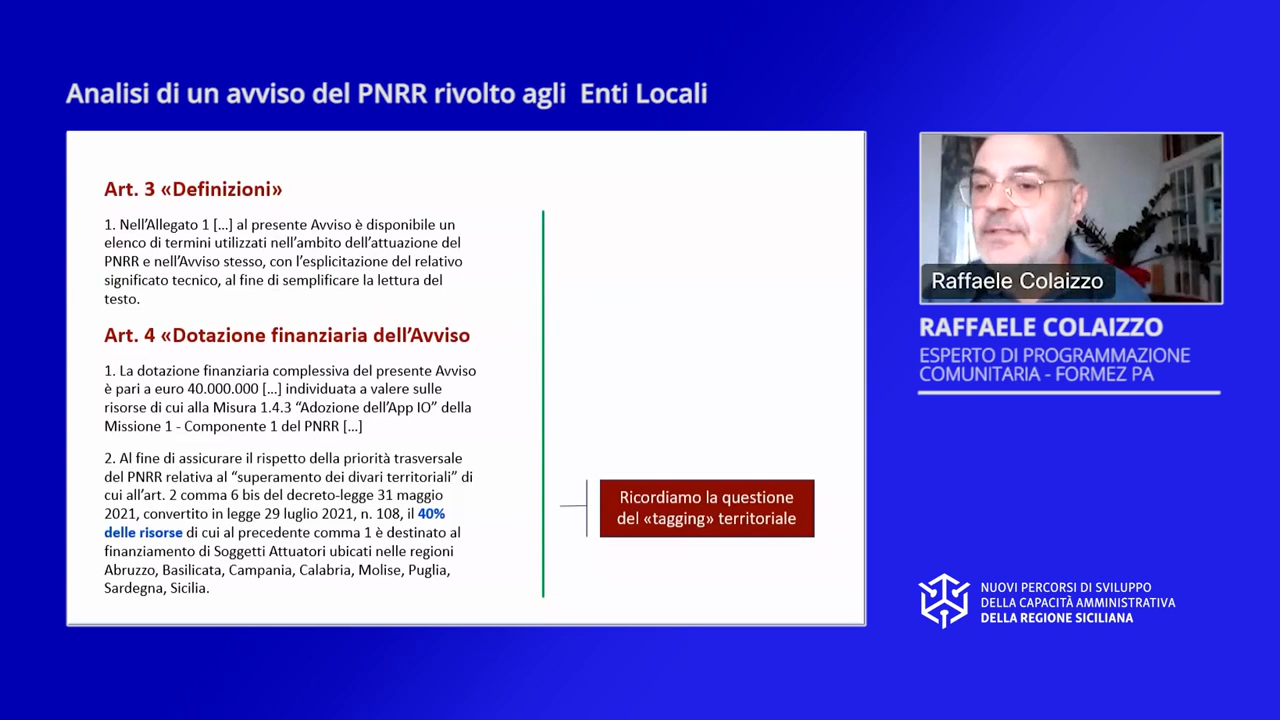 Analisi di un avviso del PNRR rivolto agli Enti Locali
Art. 3 «Definizioni»
1. Nell'Allegato 1 […] al presente Avviso è disponibile un
elenco di termini utilizzati nell'ambito dell'attuazione del
PNRR e nell'Avviso stesso, con l'esplicitazione del relativo
significato tecnico, al fine di semplificare la lettura del
testo.
Art. 4 «Dotazione finanziaria dell'Avviso
1. La dotazione finanziaria complessiva del presente Avviso
è pari a euro 40.000.000 […] individuata a valere sulle
risorse di cui alla Misura 1.4.3 “Adozione dell'App IO” della
Missione 1 - Componente 1 del PNRR […]
2. Al fine di assicurare il rispetto della priorità trasversale
del PNRR relativa al “superamento dei divari territoriali” di
cui all'art. 2 comma 6 bis del decreto-legge 31 maggio
2021, convertito in legge 29 luglio 2021, n. 108, il 40%
delle risorse di cui al precedente comma 1 è destinato al
finanziamento di Soggetti Attuatori ubicati nelle regioni
Abruzzo, Basilicata, Campania, Calabria, Molise, Puglia,
Sardegna, Sicilia.
Ricordiamo la questione
del «tagging» territoriale
Raffaele Colaizzo
RAFFAELE COLAIZZO
ESPERTO DI PROGRAMMAZIONE
COMUNITARIA - FORMEZ PA
NUOVI PERCORSI DI SVILUPPO
DELLA CAPACITÀ AMMINISTRATIVA
DELLA REGIONE SICILIANA